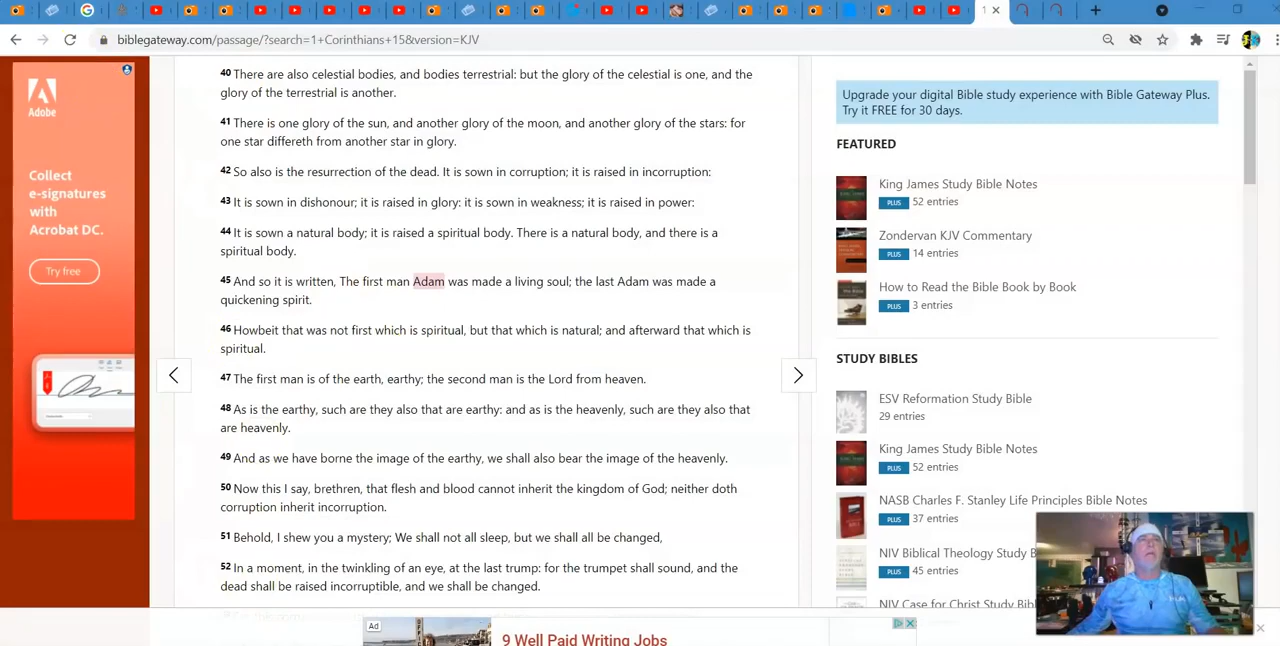 1
biblegateway.com/passage/?search=1+Corinthians+15&version=KJV
Adobe
Collect
e-signatures
with
Acrobat DC.
Try free
40 There are also celestial bodies, and bodies terrestrial: but the glory of the celestial is one, and the
glory of the terrestrial is another.
41 There is one glory of the sun, and another glory of the moon, and another glory of the stars: for
one star differeth from another star in glory.
42 So also is the resurrection of the dead. It is sown in corruption; it is raised in incorruption:
43 It is sown in dishonour; it is raised in glory: it is sown in weakness; it is raised in power:
44 It is sown a natural body; it is raised a spiritual body. There is a natural body, and there is a
spiritual body.
45 And so it is written, The first man Adam was made a living soul; the last Adam was made a
quickening spirit.
46 Howbeit that was not first which is spiritual, but that which is natural; and afterward that which is
spiritual.
47 The first man is of the earth, earthy; the second man is the Lord from heaven.
48 As is the earthy, such are they also that are earthy: and as is the heavenly, such are they also that
are heavenly.
49 And as we have borne the image of the earthy, we shall also bear the image of the heavenly.
50 Now this I say, brethren, that flesh and blood cannot inherit the kingdom of God; neither doth
corruption inherit incorruption.
51 Behold, I shew you a mystery; We shall not all sleep, but we shall all be changed,
52 In a moment, in the twinkling of an eye, at the last trump: for the trumpet shall sound, and the
dead shall be raised incorruptible, and we shall be changed.
Upgrade your digital Bible study experience with Bible Gateway Plus.
Try it FREE for 30 days.
FEATURED
King James Study Bible Notes
PLUS 52 entries
Zondervan KJV Commentary
PLUS 14 entries
How to Read the Bible Book by Book
PLUS 3 entries
STUDY BIBLES
ESV Reformation Study Bible
29 entries
King James Study Bible Notes
PLUS 52 entries
NASB Charles F. Stanley Life Principles Bible Notes
PLUS 37 entries
NIV Biblical Theology Study B
PLUS 45 entries
NIV Case for Christ Study Bibl
Ad
9 Well Paid Writing Jobs